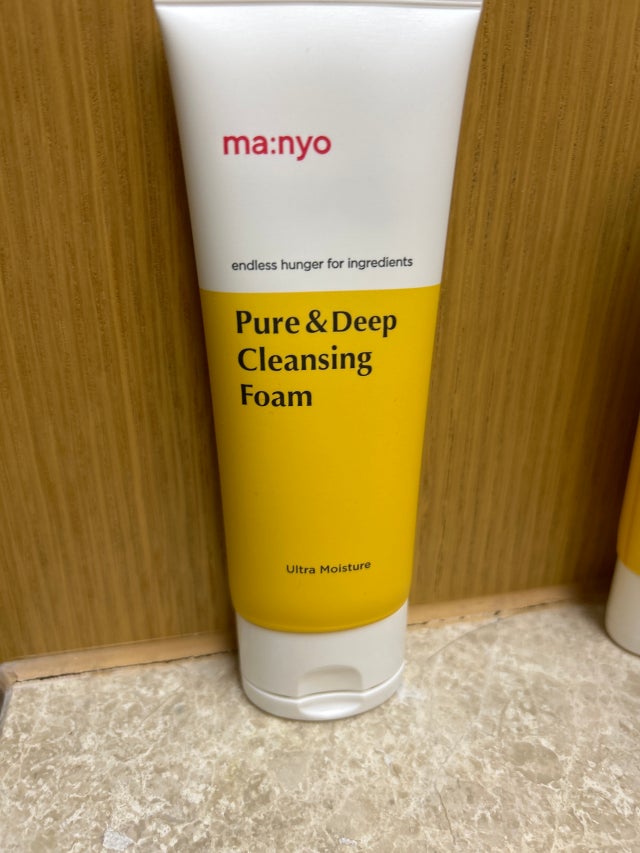 ma:nyo
endless hunger for ingredients
Pure & Deep
Cleansing
Foam
Ultra Moisture